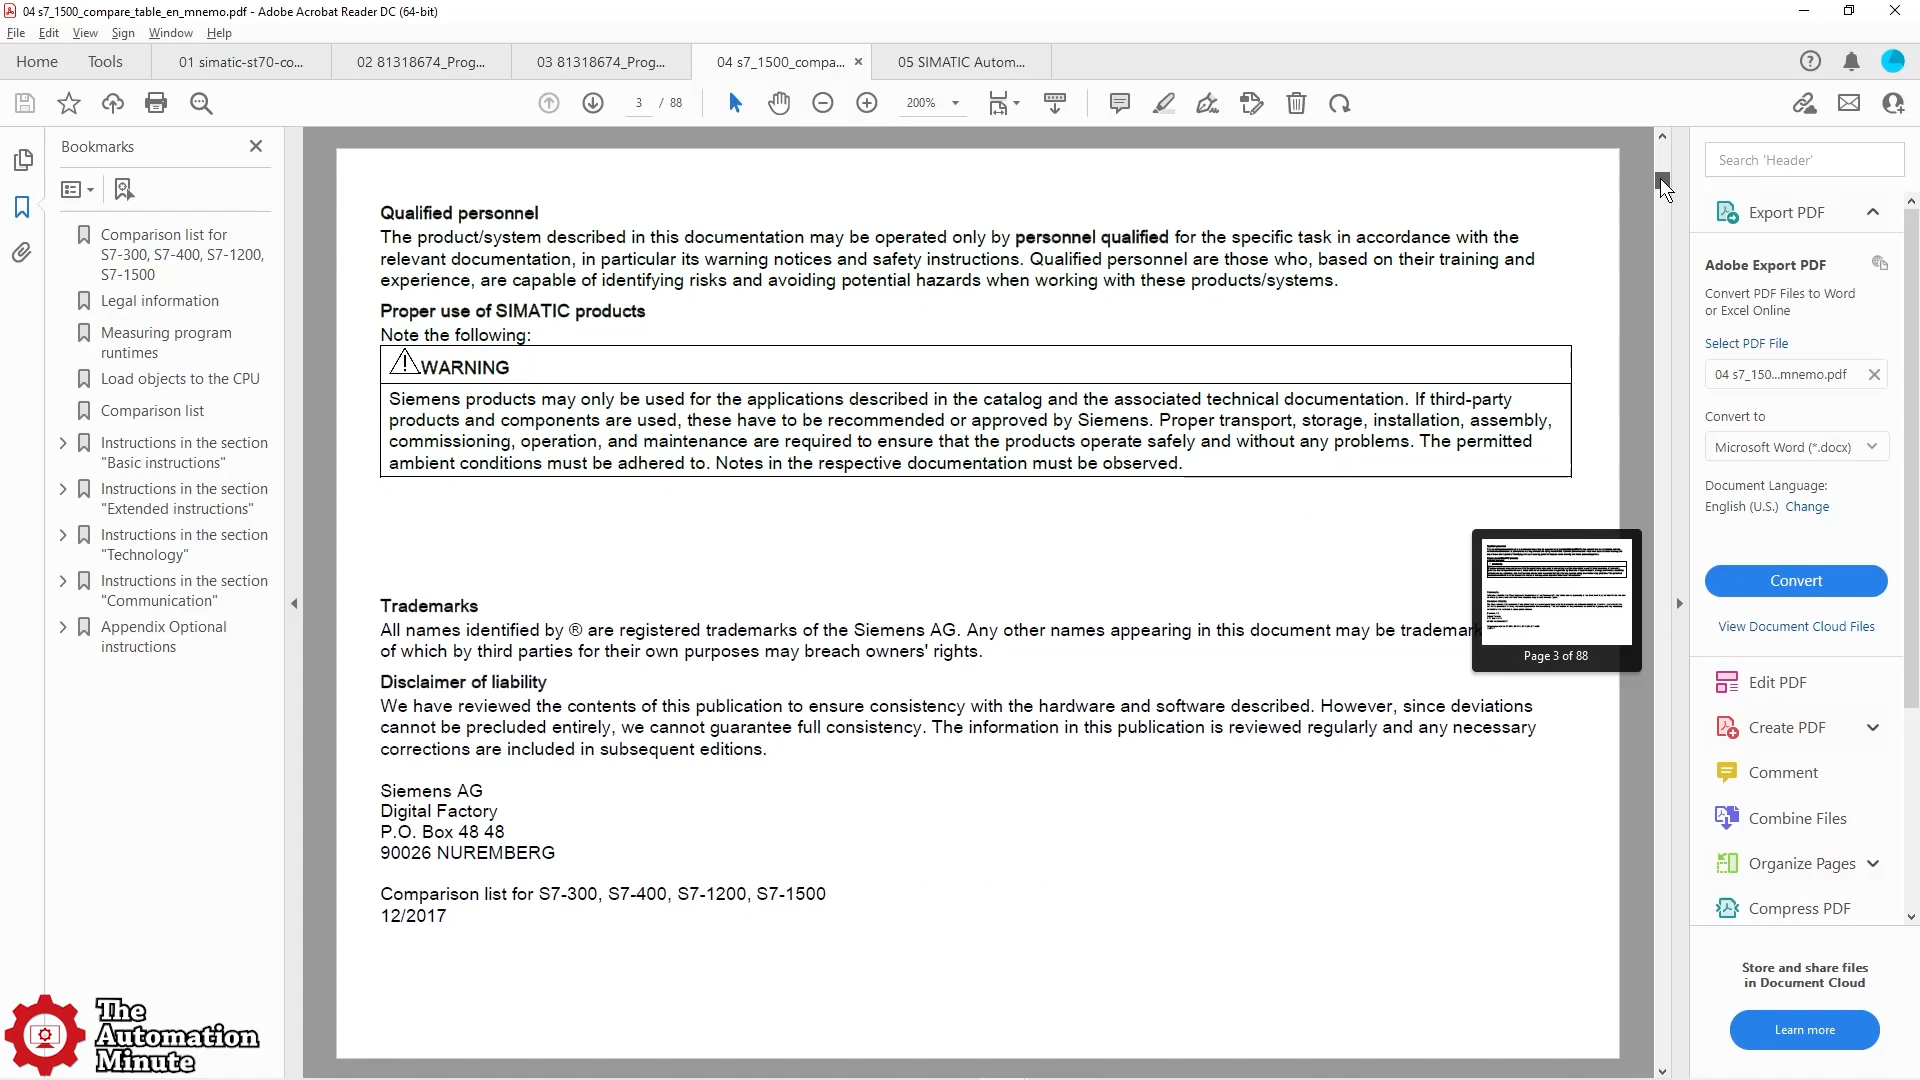 04 s7_1500_compare_table_en_mnemo.pdf - Adobe Acrobat Reader DC (64-bit)
File Edit View Sign Window Help
Home Tools 01 simatic-st70-co... 02 81318674_Prog... 03 81318674_Prog... 04 s7_1500_compa... 05 SIMATIC Autom...
3 / 88 200%
Bookmarks
Comparison list for
S7-300, S7-400, S7-1200,
S7-1500
Legal information
Measuring program
runtimes
Load objects to the CPU
Comparison list
Instructions in the section
"Basic instructions"
Instructions in the section
"Extended instructions"
Instructions in the section
"Technology"
Instructions in the section
"Communication"
Appendix Optional
instructions
The
Automation
Minute
Qualified personnel
The product/system described in this documentation may be operated only by personnel qualified for the specific task in accordance with the
relevant documentation, in particular its warning notices and safety instructions. Qualified personnel are those who, based on their training and
experience, are capable of identifying risks and avoiding potential hazards when working with these products/systems.
Proper use of SIMATIC products
Note the following:
WARNING
Siemens products may only be used for the applications described in the catalog and the associated technical documentation. If third-party
products and components are used, these have to be recommended or approved by Siemens. Proper transport, storage, installation, assembly,
commissioning, operation, and maintenance are required to ensure that the products operate safely and without any problems. The permitted
ambient conditions must be adhered to. Notes in the respective documentation must be observed.
Trademarks
All names identified by ® are registered trademarks of the Siemens AG. Any other names appearing in this document may be
of which by third parties for their own purposes may breach owners' rights.
Disclaimer of liability
We have reviewed the contents of this publication to ensure consistency with the hardware and software described. However, since deviations
cannot be precluded entirely, we cannot guarantee full consistency. The information in this publication is reviewed regularly and any necessary
corrections are included in subsequent editions.
Siemens AG
Digital Factory
P.O. Box 48 48
90026 NUREMBERG
Comparison list for S7-300, S7-400, S7-1200, S7-1500
12/2017
Page 3 of 88
Search 'Header'
Export PDF
Adobe Export PDF
Convert PDF Files to Word
or Excel Online
Select PDF File
04 s7_150...mnemo.pdf
Convert to
Microsoft Word (*.docx)
Document Language:
English (U.S.) Change
Convert
View Document Cloud Files
Edit PDF
Create PDF
Comment
Combine Files
Organize Pages
Compress PDF
Store and share files
in Document Cloud
Learn more